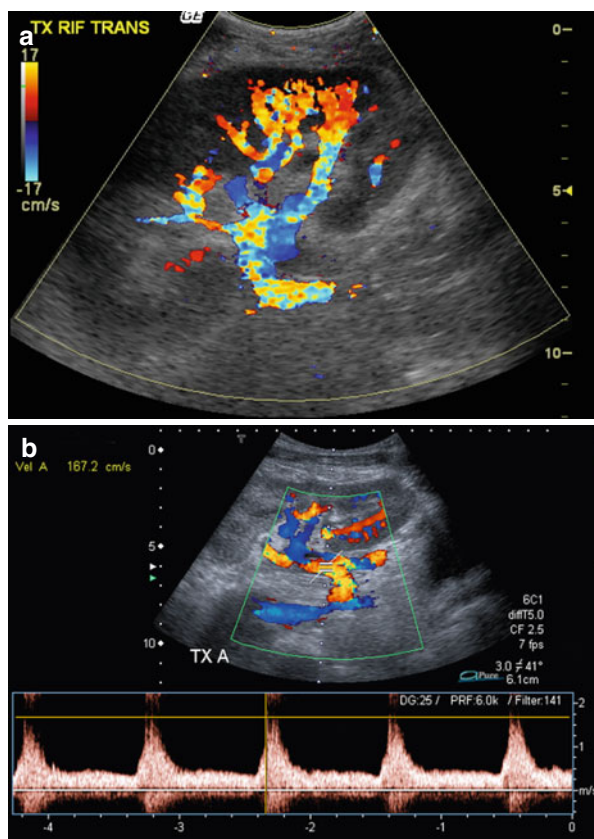 a
TX RIF TRANS
GE
17
-17
cm/s
0
5
10
b
Vel A 167.2 cm/s
T
0
5
10
TX A
6C1
diffT5.0
CF 2.5
7 fps
3.0 ≠ 41°
aPure 6.1cm
DG:25 / PRF:6.0k / Filter:141
2
1
m/s
-4
-3
-2
-1
0